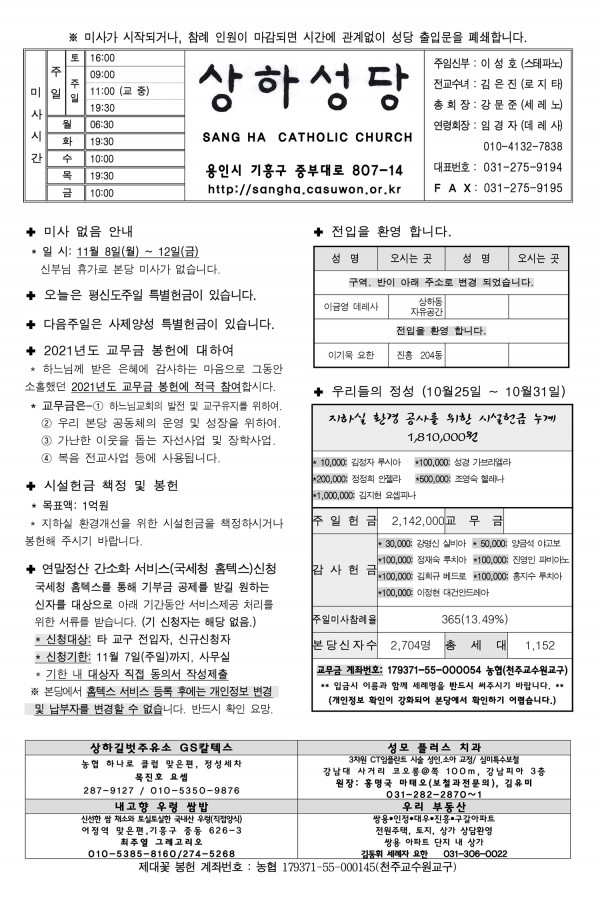 ※ 미사가 시작되거나, 참례 인원이 마감되면 시간에 관계없이 성당 출입문을 폐쇄합니다.
미 사 시 간
주 일
토 16:00
주 일 09:00
11:00 (교 중)
19:30
월 06:30
화 19:30
수 10:00
목 19:30
금 10:00
상하성당
SANG HA CATHOLIC CHURCH
용인시 기흥구 중부대로 807-14
http://sangha.casuwon.or.kr
주임신부 : 이 성 호 (스테파노)
전교수녀 : 김 은 진 (로 지 타)
총 회 장 : 강 문 준 (세 레 노)
연령회장 : 임 경 자 (데 레 사)
010-4132-7838
대표번호 : 031-275-9194
F A X : 031-275-9195
✚ 미사 없음 안내
* 일 시: 11월 8일(월) ~ 12일(금)
신부님 휴가로 본당 미사가 없습니다.
✚ 오늘은 평신도주일 특별헌금이 있습니다.
✚ 다음주일은 사제양성 특별헌금이 있습니다.
✚ 2021년도 교무금 봉헌에 대하여
* 하느님께 받은 은혜에 감사하는 마음으로 그동안
소홀했던 2021년도 교무금 봉헌에 적극 참여합시다.
* 교무금은-① 하느님교회의 발전 및 교구유지를 위하여.
② 우리 본당 공동체의 운영 및 성장을 위하여.
③ 가난한 이웃을 돕는 자선사업 및 장학사업.
④ 복음 전교사업 등에 사용됩니다.
✚ 시설헌금 책정 및 봉헌
* 목표액: 1억원
* 지하실 환경개선을 위한 시설헌금을 책정하시거나
봉헌해 주시기 바랍니다.
✚ 연말정산 간소화 서비스(국세청 홈텍스)신청
국세청 홈텍스를 통해 기부금 공제를 받길 원하는
신자를 대상으로 아래 기간동안 서비스제공 처리를
위한 서류를 받습니다. (기 신청자는 해당 없음.)
* 신청대상: 타 교구 전입자, 신규신청자
* 신청기한: 11월 7일(주일)까지, 사무실
* 기한 내 대상자 직접 동의서 작성제출
※ 본당에서 홈텍스 서비스 등록 후에는 개인정보 변경
및 납부자를 변경할 수 없습니다. 반드시 확인 요망.
✚ 전입을 환영 합니다.
성 명 오시는 곳 성 명 오시는 곳
구역. 반이 아래 주소로 변경 되었습니다.
이금영 데레사 상하동 자유공간
전입을 환영 합니다.
이기욱 요한 진흥 204동
✚ 우리들의 정성 (10월25일 ~ 10월31일)
지하실 환경 공사를 위한 시설헌금 누계
1,810,000원
* 10,000: 김정자 루시아 *100,000: 성경 가브리엘라
*200,000: 정정희 안젤라 *500,000: 조영숙 헬레나
*1,000,000: 김지현 요셉피나
주 일 헌 금 2,142,000 교 무 금
감 사 헌 금
* 30,000: 강명신 실비아 * 50,000: 양금석 야고보
*100,000: 정재숙 루치아 *100,000: 진영인 파비아노
*100,000: 김희규 베드로 *100,000: 홍지수 루치아
*100,000: 이정현 대건안드레아
주일미사참례율 365(13.49%)
본당신자수 2,704명 총 세 대 1,152
교무금 계좌번호: 179371-55-000054 농협(천주교수원교구)
** 입금시 이름과 함께 세례명을 반드시 써주시기 바랍니다. **
(개인정보 확인이 강화되어 본당에서 확인하기 어렵습니다.)
상하길벗주유소 GS칼텍스
농협 하나로 클럽 맞은편, 정성세차
목진호 요셉
287-9127 / 010-5350-9876
성모 플러스 치과
3차원 CT임플란트 시술 성인,소아 교정/ 심미특수보철
강남대 사거리 코오롱@쪽 100m, 강남피아 3층
원장: 홍명국 마태오(보철과전문의), 김유미
031-282-2870~1
내고향 우렁 쌈밥
신선한 쌈 채소와 토실토실한 국내산 우렁(직접양식)
어정역 맞은편,기흥구 중동 626-3
최주열 그레고리오
010-5385-8160/274-5268
우리 부동산
쌍용▪인정▪대우▪진흥▪구갈아파트
전원주택, 토지, 상가 상담환영
쌍용 아파트 단지 내 상가
김동휘 세례자 요한 031-306-0022
제대꽃 봉헌 계좌번호 : 농협 179371-55-000145(천주교수원교구)